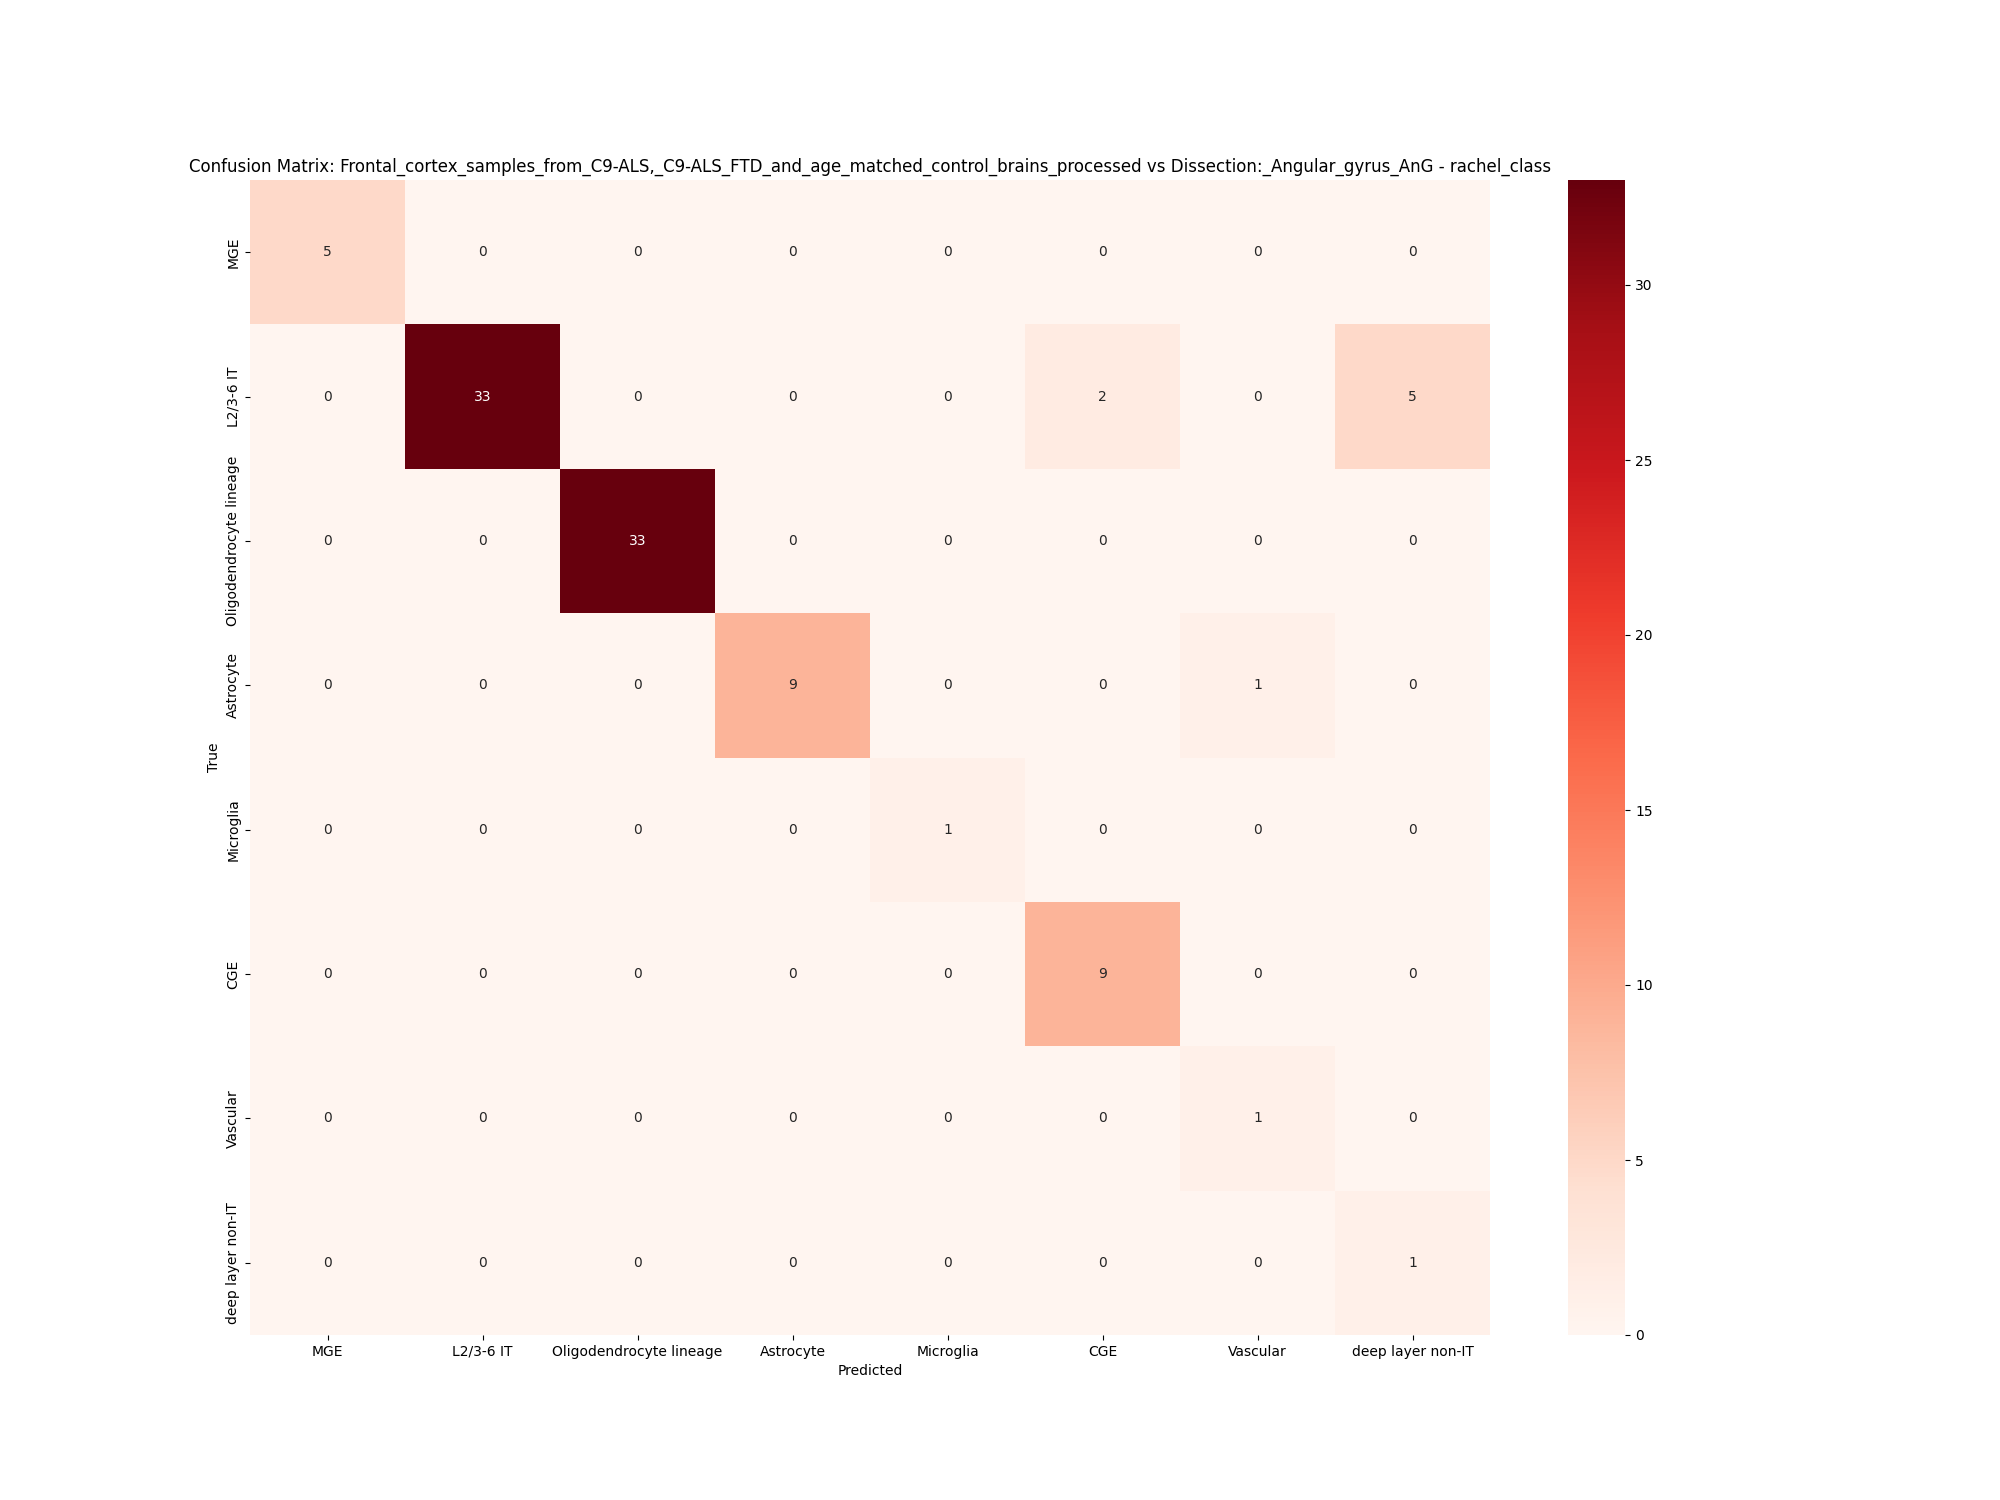 Confusion Matrix: Frontal_cortex_samples_from_C9-ALS,_C9-ALS_FTD_and_age_matched_control_brains_processed vs Dissection:_Angular_gyrus_AnG - rachel_class
MGE 5 0 0 0 0 0 0 0
L2/3-6 IT 0 33 0 0 0 2 0 5
Oligodendrocyte lineage 0 0 33 0 0 0 0 0
Astrocyte 0 0 0 9 0 0 1 0
Microglia 0 0 0 0 1 0 0 0
CGE 0 0 0 0 0 9 0 0
Vascular 0 0 0 0 0 0 1 0
deep layer non-IT 0 0 0 0 0 0 0 1
True
MGE L2/3-6 IT Oligodendrocyte lineage Astrocyte Microglia CGE Vascular deep layer non-IT
Predicted
30
25
20
15
10
5
0